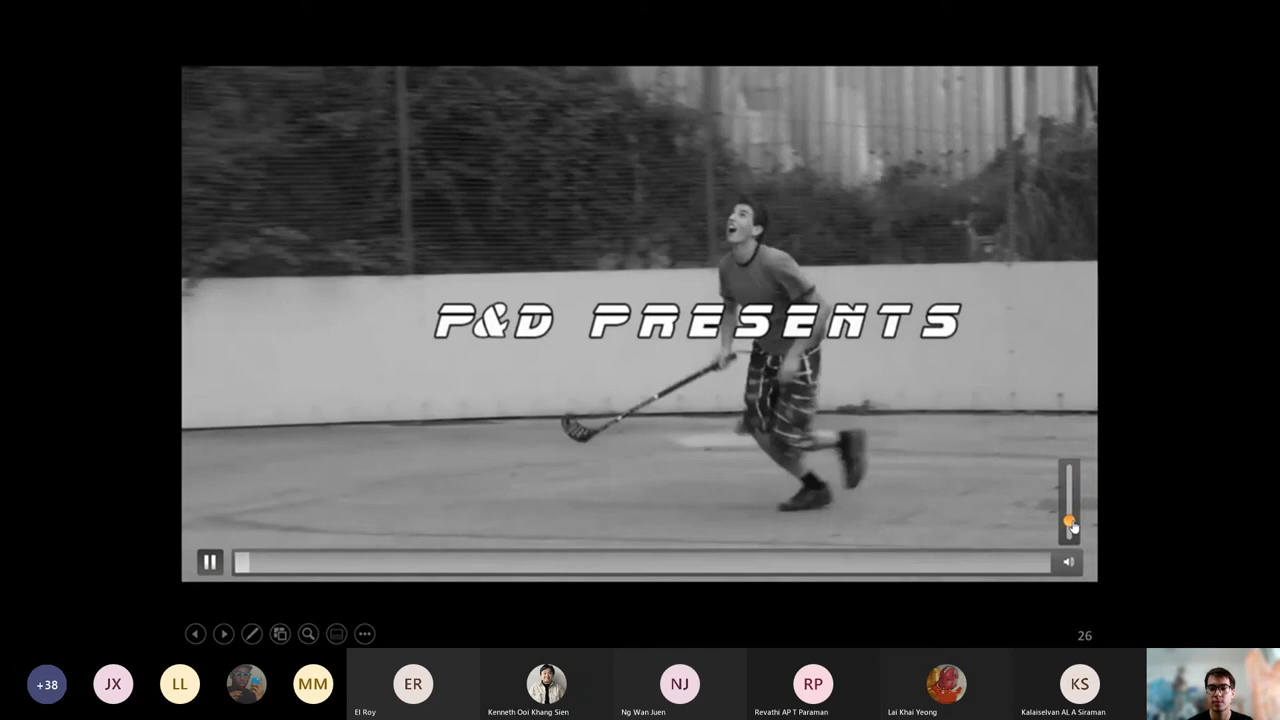 P&D PRESENTS
26
+38
JX
LL
MM
ER
NJ
RP
KS
El Roy
Kenneth Ooi Khang Sien
Ng Wan Juen
Revathi AP T Paraman
Lai Khai Yeong
Kalaiselvan AL A Siraman